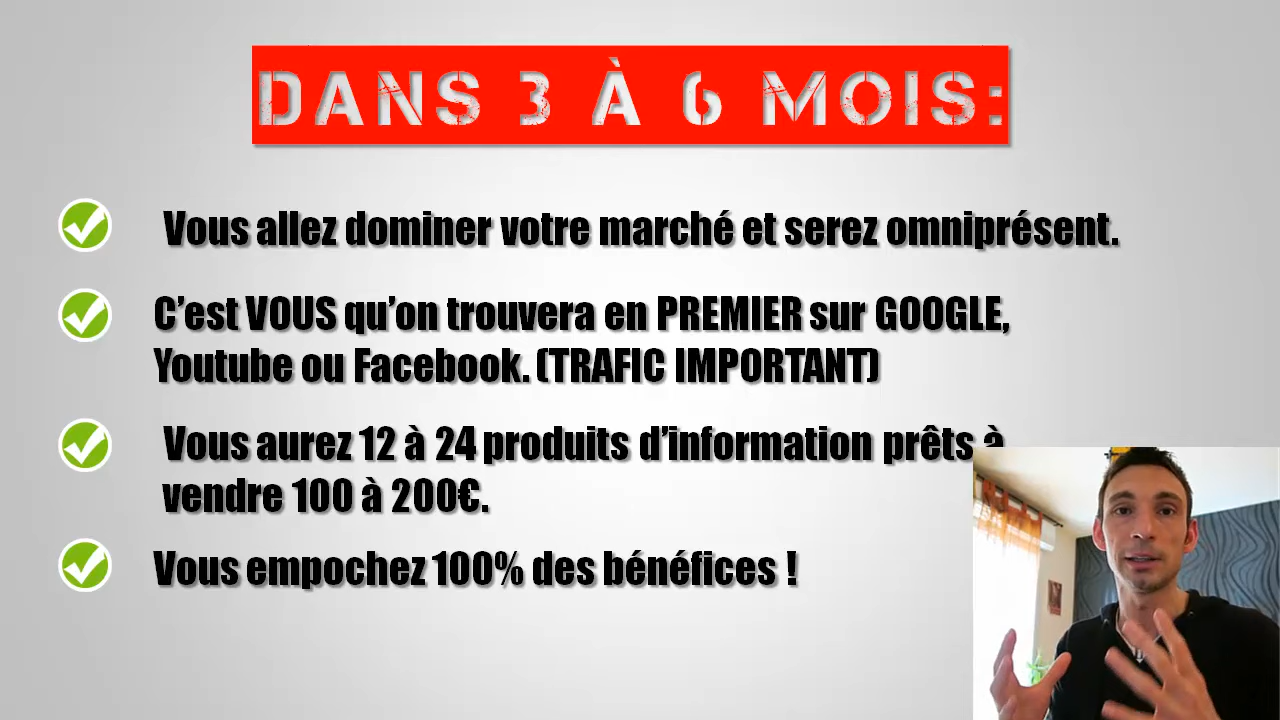 DANS 3 À 6 MOIS:
Vous allez dominer votre marché et serez omniprésent.
C’est VOUS qu’on trouvera en PREMIER sur GOOGLE,
Youtube ou Facebook. (TRAFIC IMPORTANT)
Vous aurez 12 à 24 produits d’information prêts à
vendre 100 à 200€.
Vous empochez 100% des bénéfices !